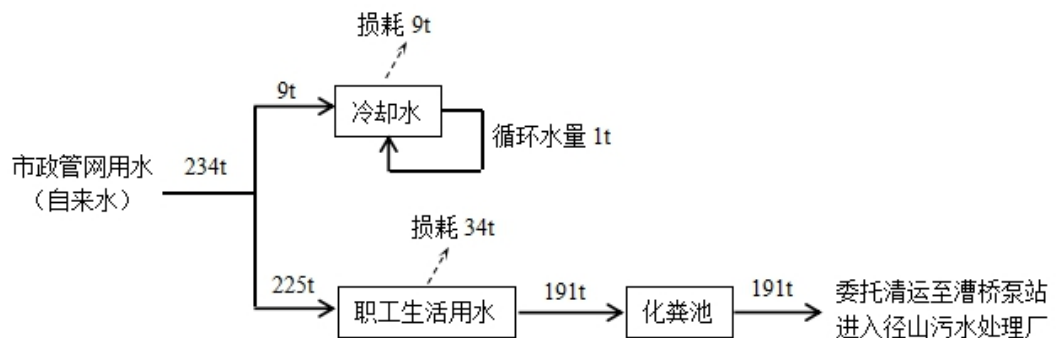 损耗 9t
9t
冷却水
循环水量 1t
市政管网用水
（自来水）
234t
损耗 34t
225t
职工生活用水
191t
化粪池
191t
委托清运至漕桥泵站
进入径山污水处理厂